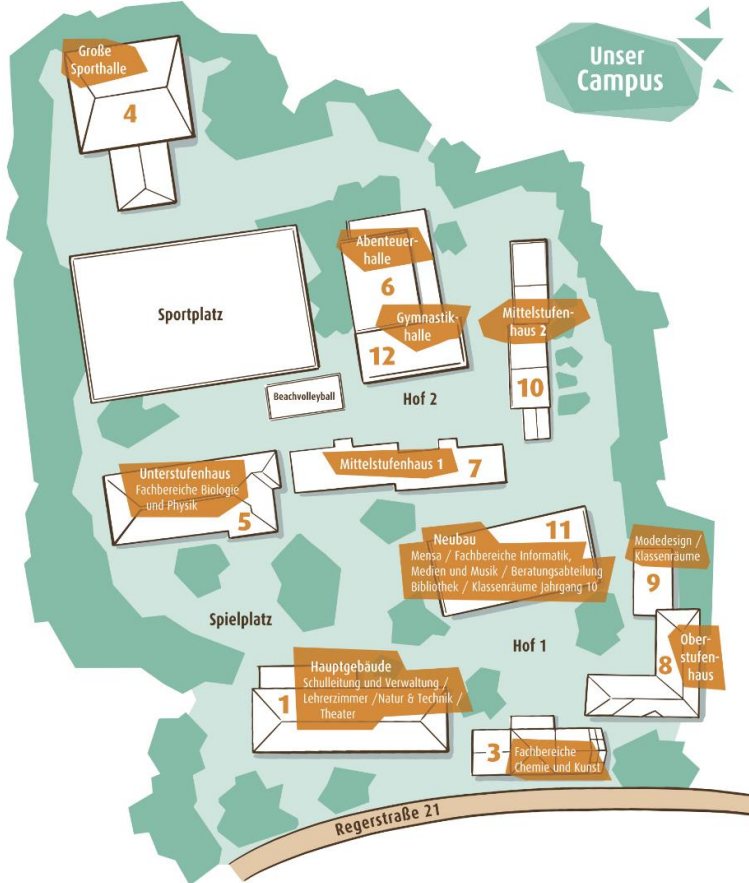 Unser
Campus
Große
Sporthalle
4
Sportplatz
Abenteuer-
halle
6
Gymnastik-
halle
12
Mittelstufen-
haus 2
10
Beachvolleyball
Hof 2
Unterstufenhaus
Fachbereiche Biologie
und Physik
5
Mittelstufenhaus 1
7
Neubau
11
Mensa / Fachbereiche Informatik,
Medien und Musik / Beratungsabteilung
Bibliothek / Klassenräume Jahrgang 10
Modedesign /
Klassenräume
9
Spielplatz
Hof 1
Ober-
stufen-
haus
8
Hauptgebäude
Schulleitung und Verwaltung /
Lehrerzimmer /Natur & Technik /
Theater
1
3
Fachbereiche
Chemie und Kunst
Regerstraße 21